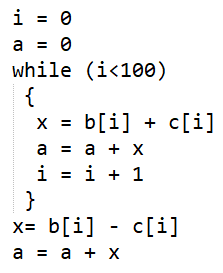 i = 0
a = 0
while (i<100)
{
x = b[i] + c[i]
a = a + x
i = i + 1
}
x= b[i] - c[i]
a = a + x